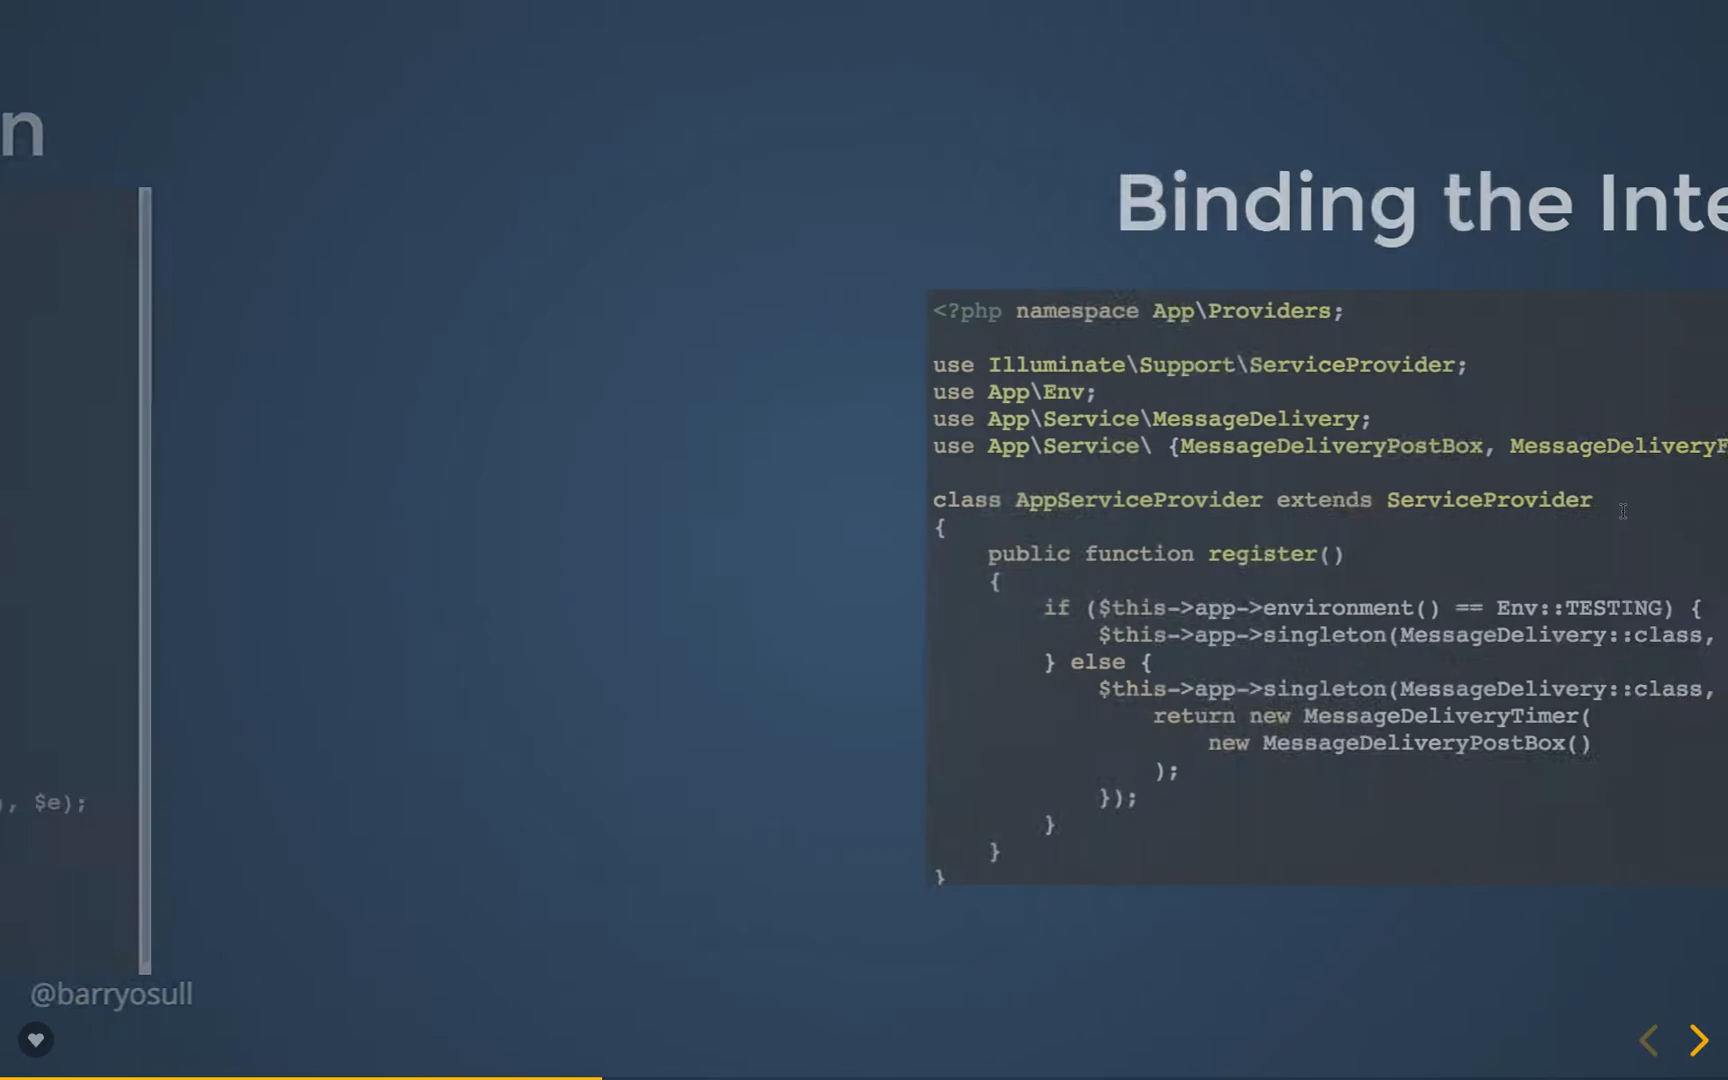 n
, $e);
Binding the Inte
<?php namespace App\Providers;
use Illuminate\Support\ServiceProvider;
use App\Env;
use App\Service\MessageDelivery;
use App\Service\ {MessageDeliveryPostBox, MessageDeliveryF
class AppServiceProvider extends ServiceProvider
{
public function register()
{
if ($this->app->environment() == Env::TESTING) {
$this->app->singleton(MessageDelivery::class,
} else {
$this->app->singleton(MessageDelivery::class,
return new MessageDeliveryTimer(
new MessageDeliveryPostBox()
);
});
}
}
}
@barryosull